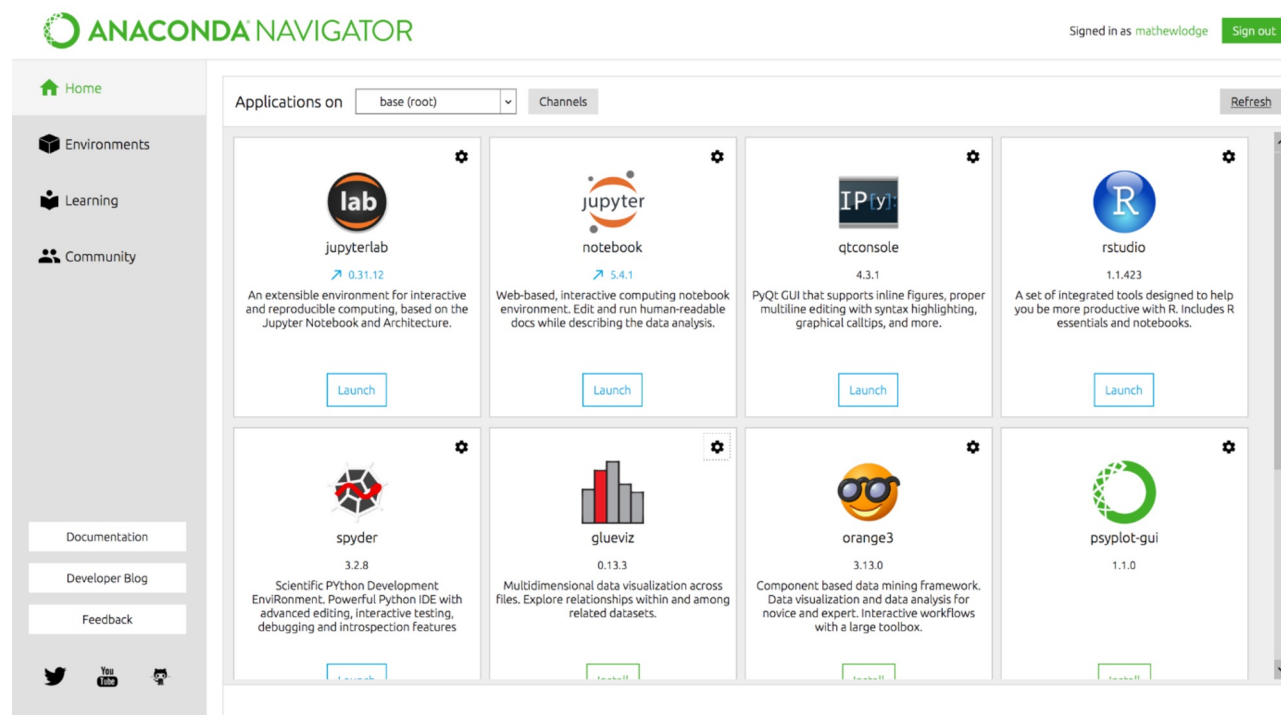 ANACONDA NAVIGATOR
Signed in as mathewlodge
Sign out
Home
Environments
Learning
Community
Documentation
Developer Blog
Feedback
You
Tube
Applications on
base (root)
Channels
Refresh
lab
jupyterlab
0.31.12
An extensible environment for interactive
and reproducible computing, based on the
Jupyter Notebook and Architecture.
Launch
jupyter
notebook
5.4.1
Web-based, interactive computing notebook
environment. Edit and run human-readable
docs while describing the data analysis.
Launch
IP[y]:
qtconsole
4.3.1
PyQt GUI that supports inline figures, proper
multiline editing with syntax highlighting,
graphical calltips, and more.
Launch
R
rstudio
1.1.423
A set of integrated tools designed to help
you be more productive with R. Includes R
essentials and notebooks.
Launch
spyder
3.2.8
Scientific PYthon Development
EnviRonment. Powerful Python IDE with
advanced editing, interactive testing,
debugging and introspection features
Launch
glueviz
0.13.3
Multidimensional data visualization across
files. Explore relationships within and among
related datasets.
Install
orange3
3.13.0
Component based data mining framework.
Data visualization and data analysis for
novice and expert. Interactive workflows
with a large toolbox.
Install
psyplot-gui
1.1.0
Install